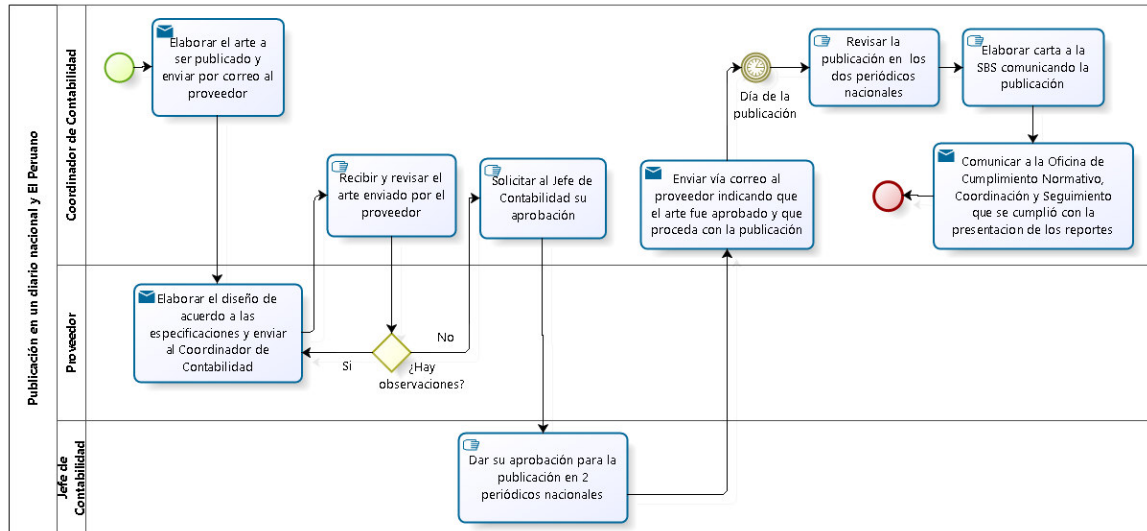 Publicación en un diario nacional y El Peruano
Coordinador de Contabilidad
Elaborar el arte a
ser publicado y
enviar por correo al
proveedor
Recibir y revisar el
arte enviado por el
proveedor
Solicitar al Jefe de
Contabilidad su
aprobación
Enviar vía correo al
proveedor indicando que
el arte fue aprobado y que
proceda con la publicación
Día de la
publicación
Revisar la
publicación en los
dos periódicos
nacionales
Elaborar carta a la
SBS comunicando la
publicación
Comunicar a la Oficina de
Cumplimiento Normativo,
Coordinación y Seguimiento
que se cumplió con la
presentacion de los reportes
Proveedor
Elaborar el diseño de
acuerdo a las
especificaciones y enviar
al Coordinador de
Contabilidad
Si
¿Hay
observaciones?
No
Jefe de
Contabilidad
Dar su aprobación para la
publicación en 2
periódicos nacionales